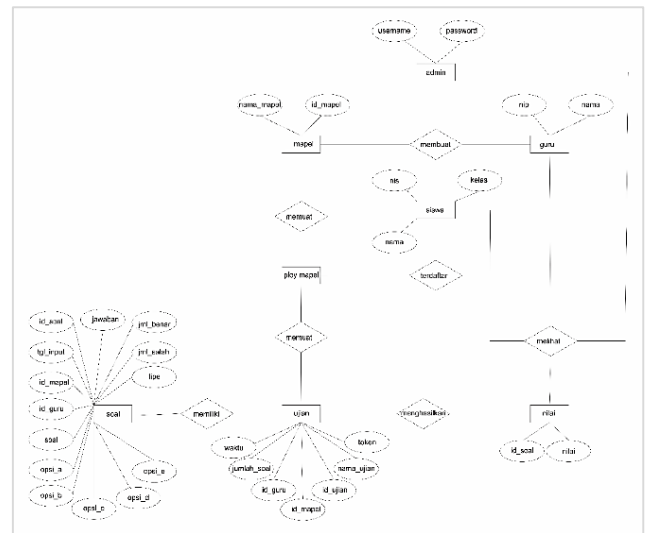 username
password
admin
nama_mapel
id_mapel
nip
nama
mapel
membuat
guru
nis
kelas
siswa
nama
memuat
ploy mapel
terdaftar
memuat
melihat
id_soal
jawaban
jml_benar
tgl_input
jml_salah
id_mapel
tipe
id_guru
soal
memiliki
ujian
menghasilkan
nilai
soal
opsi_a
opsi_e
opsi_b
opsi_d
opsi_c
waktu
token
jumlah_soal
nama_ujian
id_guru
id_ujian
id_mapel
id_soal
nilai